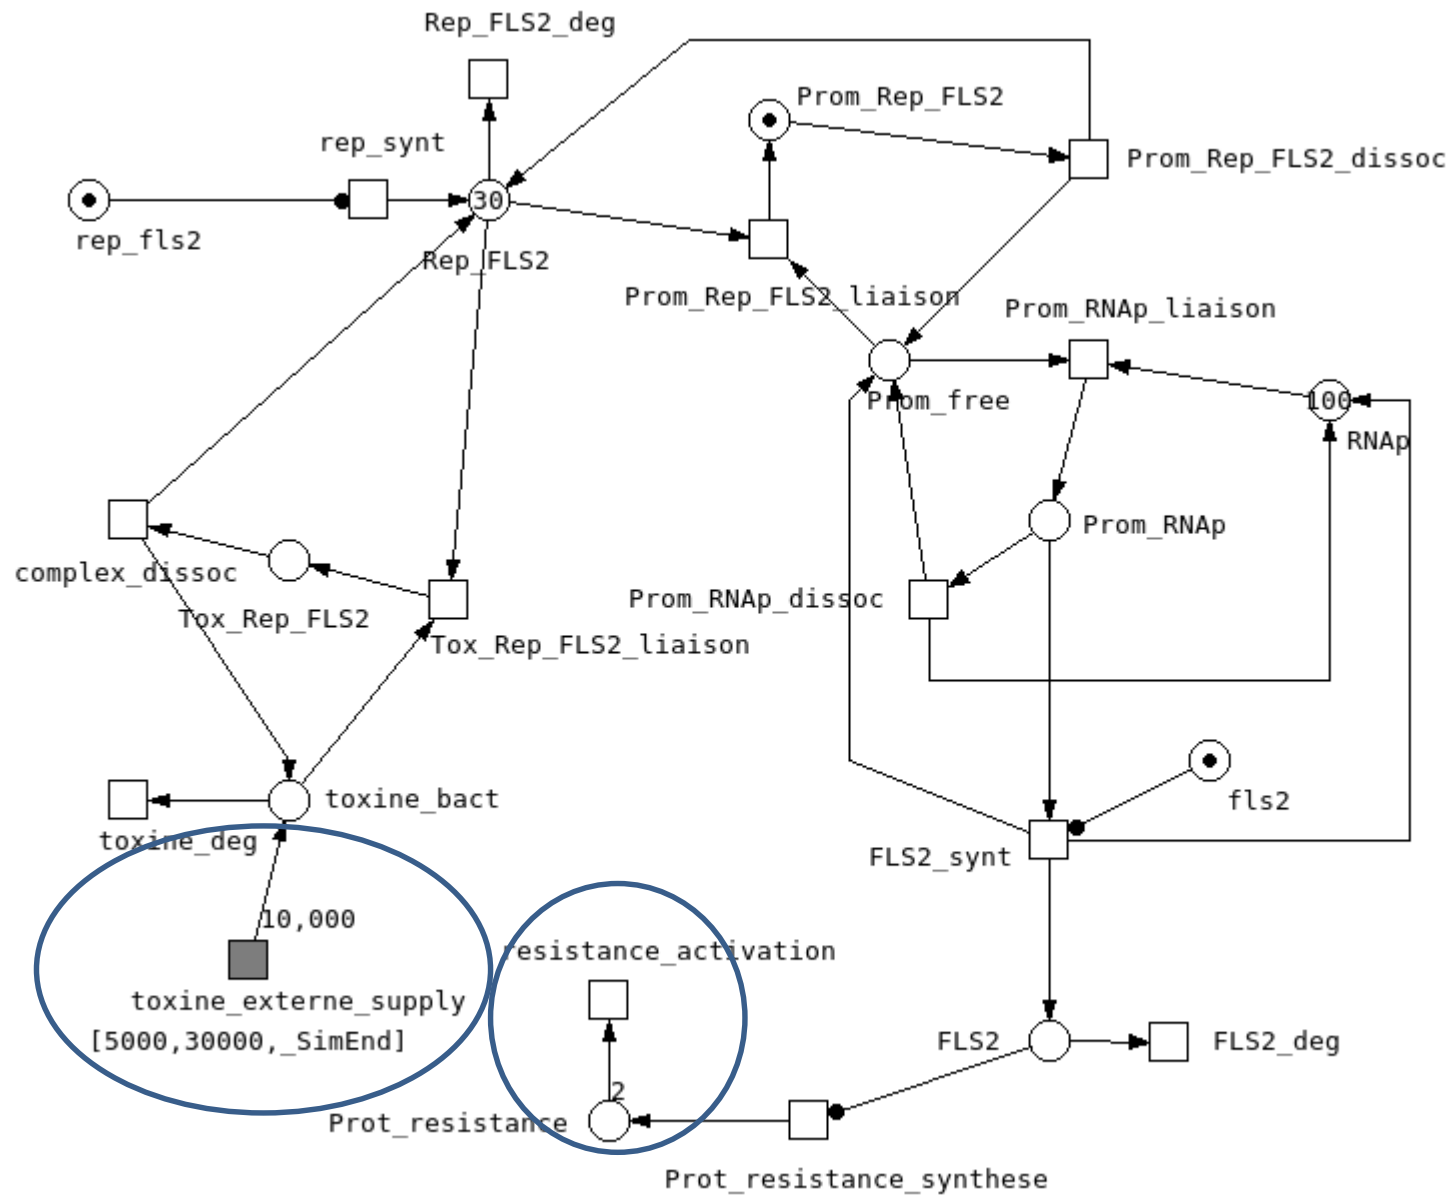 Rep_FLS2_deg
Prom_Rep_FLS2
rep_synt
Prom_Rep_FLS2_dissoc
30
rep_fls2
Rep_FLS2
Prom_Rep_FLS2_liaison
Prom_RNAp_liaison
Prom_free
100
RNAp
Prom_RNAp
complex_dissoc
Tox_Rep_FLS2
Prom_RNAp_dissoc
Tox_Rep_FLS2_liaison
toxine_bact
fls2
toxine_deg
FLS2_synt
10,000
resistance_activation
toxine_externe_supply
[5000,30000,_SimEnd]
FLS2
FLS2_deg
2
Prot_resistance
Prot_resistance_synthese